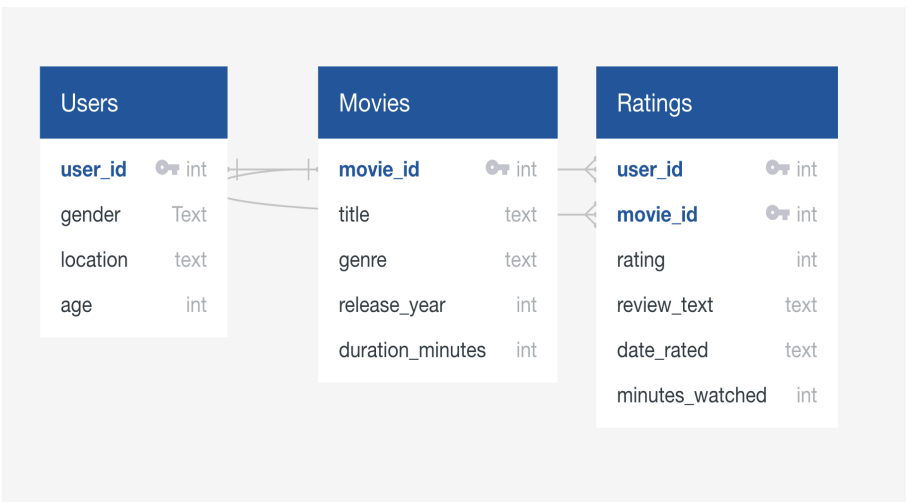 Users
user_id int
gender Text
location text
age int
Movies
movie_id int
title text
genre text
release_year int
duration_minutes int
Ratings
user_id int
movie_id int
rating int
review_text text
date_rated text
minutes_watched int